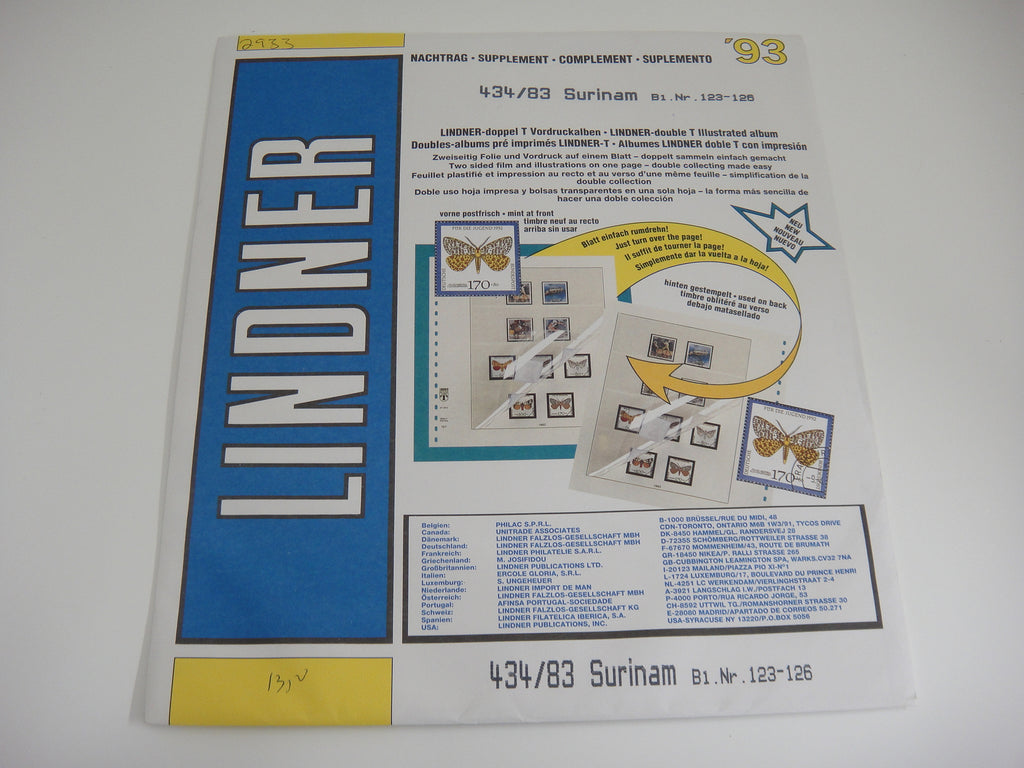 2933
NACHTRAG • SUPPLEMENT • COMPLEMENT • SUPLEMENTO
'93
434/83 Surinam Bl.Nr.123-126
LINDNER
LINDNER-doppel T Vordruckalben • LINDNER-double T Illustrated album
Doubles-albums pré imprimés LINDNER-T • Albumes LINDNER doble T con impresión
Zweiseitig Folie und Vordruck auf einem Blatt – doppelt sammeln einfach gemacht
Two sided film and illustrations on one page – double collecting made easy
Feuillet plastifié et impression au recto et au verso d'une même feuille – simplification de la
double collection
Doble uso hoja impresa y bolsas transparentes en una sola hoja – la forma más sencilla de
hacer una doble colección
vorne postfrisch • mint at front
timbre neuf au recto
arriba sin usar
NEU
NEW
NOUVEAU
NUEVO
Blatt einfach rumdrehn!
Just turn over the page!
Il suffit de tourner la page!
Simplemente dar la vuelta a la hoja!
FÜR DIE JUGEND 1992
170
hinten gestempelt • used on back
timbre oblitéré au verso
debajo matasellado
FÜR DIE JUGEND 1992
170
Belgien: PHILAC S.P.R.L. B-1000 BRÜSSEL/RUE DU MIDI, 48
Canada: UNITRADE ASSOCIATES CDN-TORONTO, ONTARIO M6B 1W3/91, TYCOS DRIVE
Dänemark: LINDNER FALZLOS-GESELLSCHAFT MBH DK-8450 HAMMEL/GL. RANDERSVEJ 28
Deutschland: LINDNER FALZLOS-GESELLSCHAFT MBH D-72355 SCHÖMBERG/ROTTWEILER STRASSE 38
Frankreich: LINDNER PHILATELIE S.A.R.L. F-67670 MOMMENHEIM/43, ROUTE DE BRUMATH
Griechenland: M. JOSIFIDOU GR-18450 NIKEA/P. RALLI STRASSE 265
Großbritannien: LINDNER PUBLICATIONS LTD. GB-CUBBINGTON LEAMINGTON SPA, WARKS.CV32 7NA
Italien: ERCOLE GLORIA, S.R.L. I-20123 MAILAND/PIAZZA PIO XI-N°1
Luxemburg: S. UNGEHEUER L-1724 LUXEMBURG/17, BOULEVARD DU PRINCE HENRI
Niederlande: LINDNER IMPORT DE MAN NL-4251 LC WERKENDAM/VIERLINGHSTRAAT 2-4
Österreich: LINDNER FALZLOS-GESELLSCHAFT MBH A-3921 LANGSCHLAG I.W./POSTFACH 13
Portugal: AFINSA PORTUGAL-SOCIEDADE P-4000 PORTO/RUA RICARDO JORGE, 53
Schweiz: LINDNER FALZLOS-GESELLSCHAFT KG CH-8592 UTTWIL TG./ROMANSHORNER STRASSE 30
Spanien: LINDNER FILATELICA IBERICA, S.A. E-28080 MADRID/APARTADO DE CORREOS 50.271
USA: LINDNER PUBLICATIONS, INC. USA-SYRACUSE NY 13220/P.O.BOX 5056
434/83 Surinam Bl.Nr.123-126